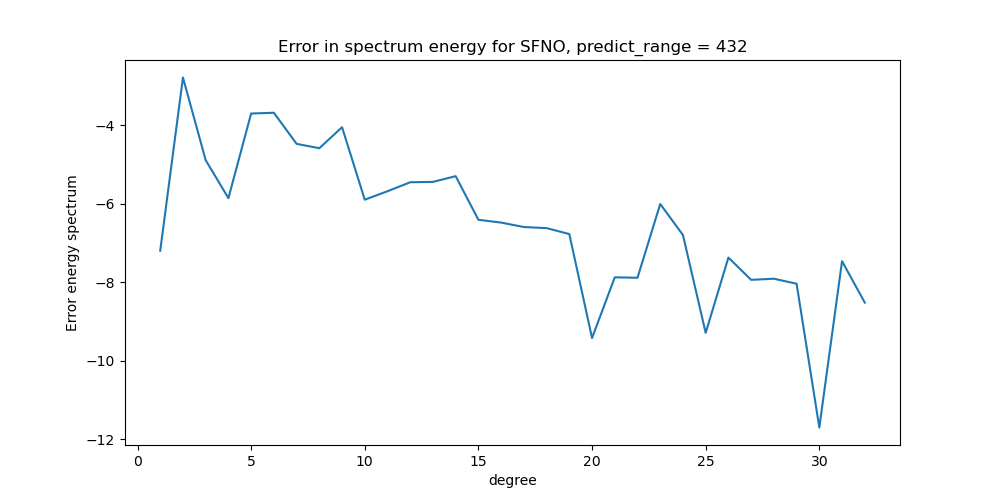 Error in spectrum energy for SFNO, predict_range = 432
Error energy spectrum
−4
−6
−8
−10
−12
0 5 10 15 20 25 30
degree